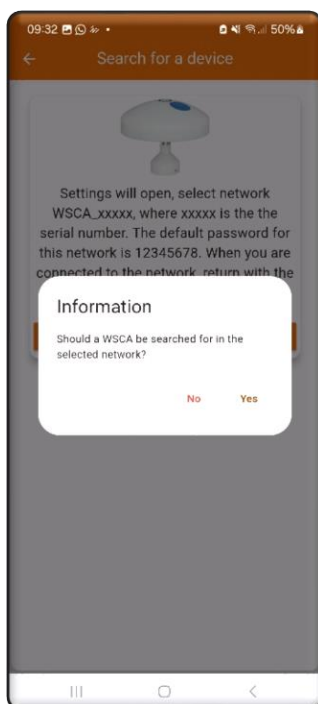 09:32 50%
Search for a device
Settings will open, select network
WSCA_xxxxx, where xxxxx is the the
serial number. The default password for
this network is 12345678. When you are
connected to the network, return with the
Information
Should a WSCA be searched for in the
selected network?
No Yes